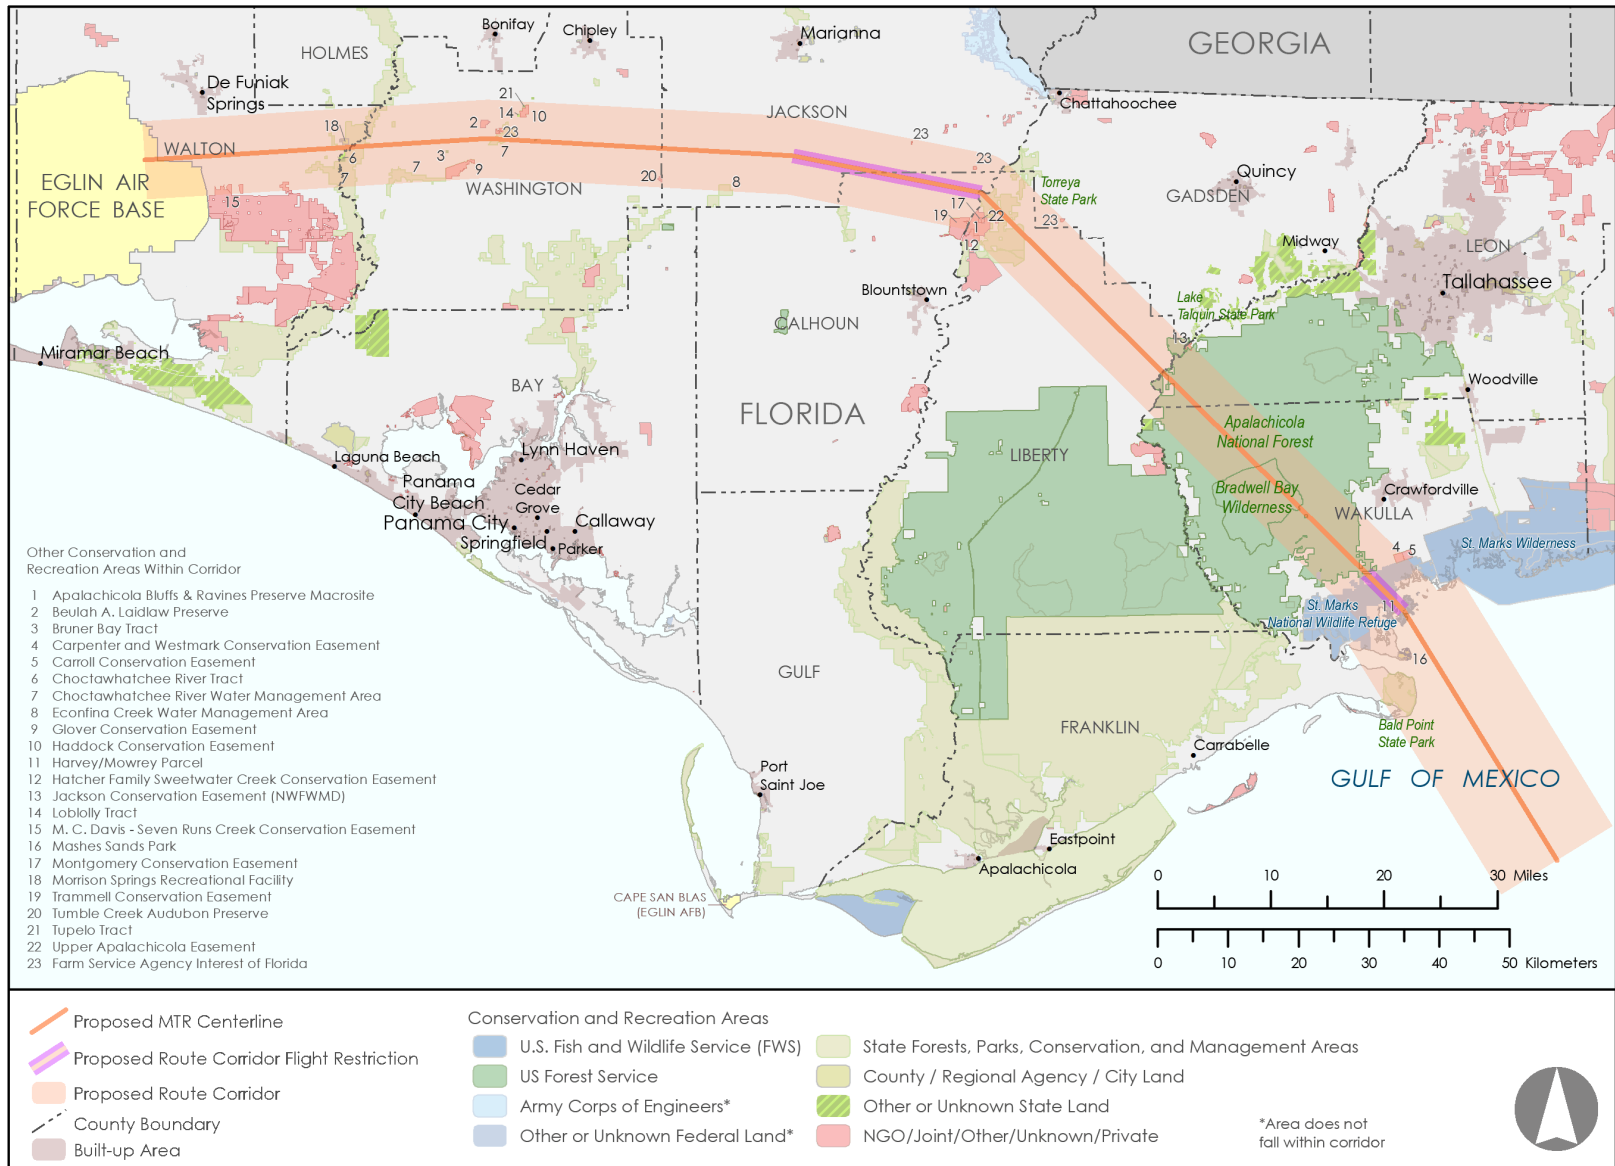 Bonifay
Chipley
Marianna
GEORGIA
HOLMES
De Funiak
Springs
21
14
10
JACKSON
Chattahoochee
18
2
23
23
WALTON
6
3
7
7
9
23
Quincy
EGLIN AIR
FORCE BASE
7
WASHINGTON
20
8
Torreya
State Park
GADSDEN
15
17
19
22
23
1
12
Midway
LEON
Tallahassee
Blountstown
Lake
Talquin State Park
CALHOUN
13
Miramar Beach
BAY
Woodville
FLORIDA
Apalachicola
National Forest
Laguna Beach
Lynn Haven
LIBERTY
Panama
City Beach
Cedar
Grove
Bradwell Bay
Wilderness
Crawfordville
WAKULLA
Panama City
Callaway
Springfield
Parker
4
5
St. Marks Wilderness
Other Conservation and
Recreation Areas Within Corridor
1 Apalachicola Bluffs & Ravines Preserve Macrosite
2 Beulah A. Laidlaw Preserve
3 Bruner Bay Tract
4 Carpenter and Westmark Conservation Easement
5 Carroll Conservation Easement
6 Choctawhatchee River Tract
7 Choctawhatchee River Water Management Area
8 Econfina Creek Water Management Area
9 Glover Conservation Easement
10 Haddock Conservation Easement
11 Harvey/Mowrey Parcel
12 Hatcher Family Sweetwater Creek Conservation Easement
13 Jackson Conservation Easement (NWFWMD)
14 Loblolly Tract
15 M. C. Davis - Seven Runs Creek Conservation Easement
16 Mashes Sands Park
17 Montgomery Conservation Easement
18 Morrison Springs Recreational Facility
19 Trammell Conservation Easement
20 Tumble Creek Audubon Preserve
21 Tupelo Tract
22 Upper Apalachicola Easement
23 Farm Service Agency Interest of Florida
11
St. Marks
National Wildlife Refuge
16
GULF
FRANKLIN
Bald Point
State Park
Carrabelle
GULF OF MEXICO
Port
Saint Joe
Eastpoint
Apalachicola
CAPE SAN BLAS
(EGLIN AFB)
0 10 20 30 Miles
0 10 20 30 40 50 Kilometers
Proposed MTR Centerline
Proposed Route Corridor Flight Restriction
Proposed Route Corridor
County Boundary
Built-up Area
Conservation and Recreation Areas
U.S. Fish and Wildlife Service (FWS)
US Forest Service
Army Corps of Engineers*
Other or Unknown Federal Land*
State Forests, Parks, Conservation, and Management Areas
County / Regional Agency / City Land
Other or Unknown State Land
NGO/Joint/Other/Unknown/Private
*Area does not
fall within corridor